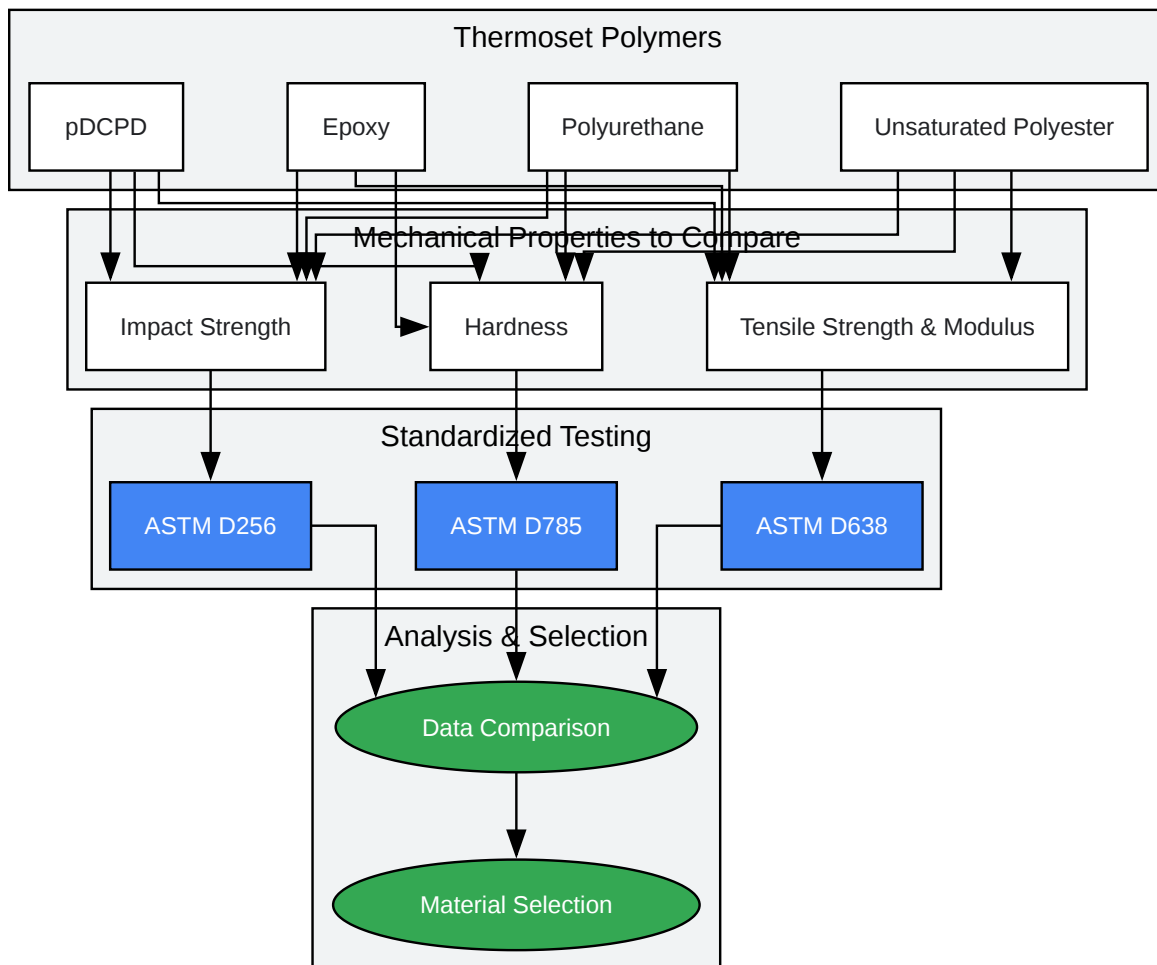 Thermoset Polymers
pDCPD
Epoxy
Polyurethane
Unsaturated Polyester
Mechanical Properties to Compare
Impact Strength
Hardness
Tensile Strength & Modulus
Standardized Testing
ASTM D256
ASTM D785
ASTM D638
Analysis & Selection
Data Comparison
Material Selection